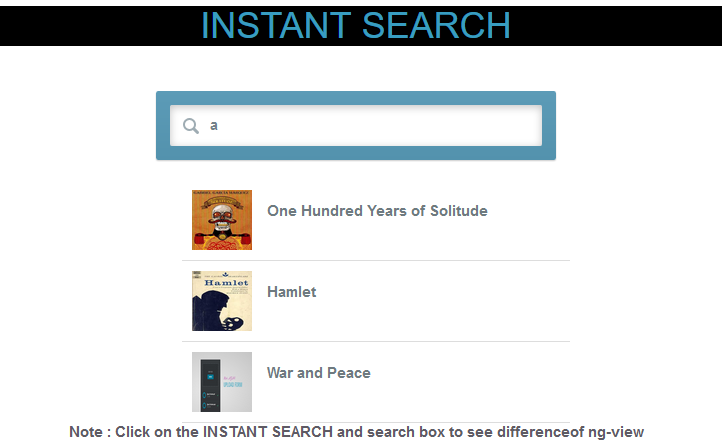 INSTANT SEARCH
a
One Hundred Years of Solitude
Hamlet
Hamlet
War and Peace
Note : Click on the INSTANT SEARCH and search box to see differenceof ng-view